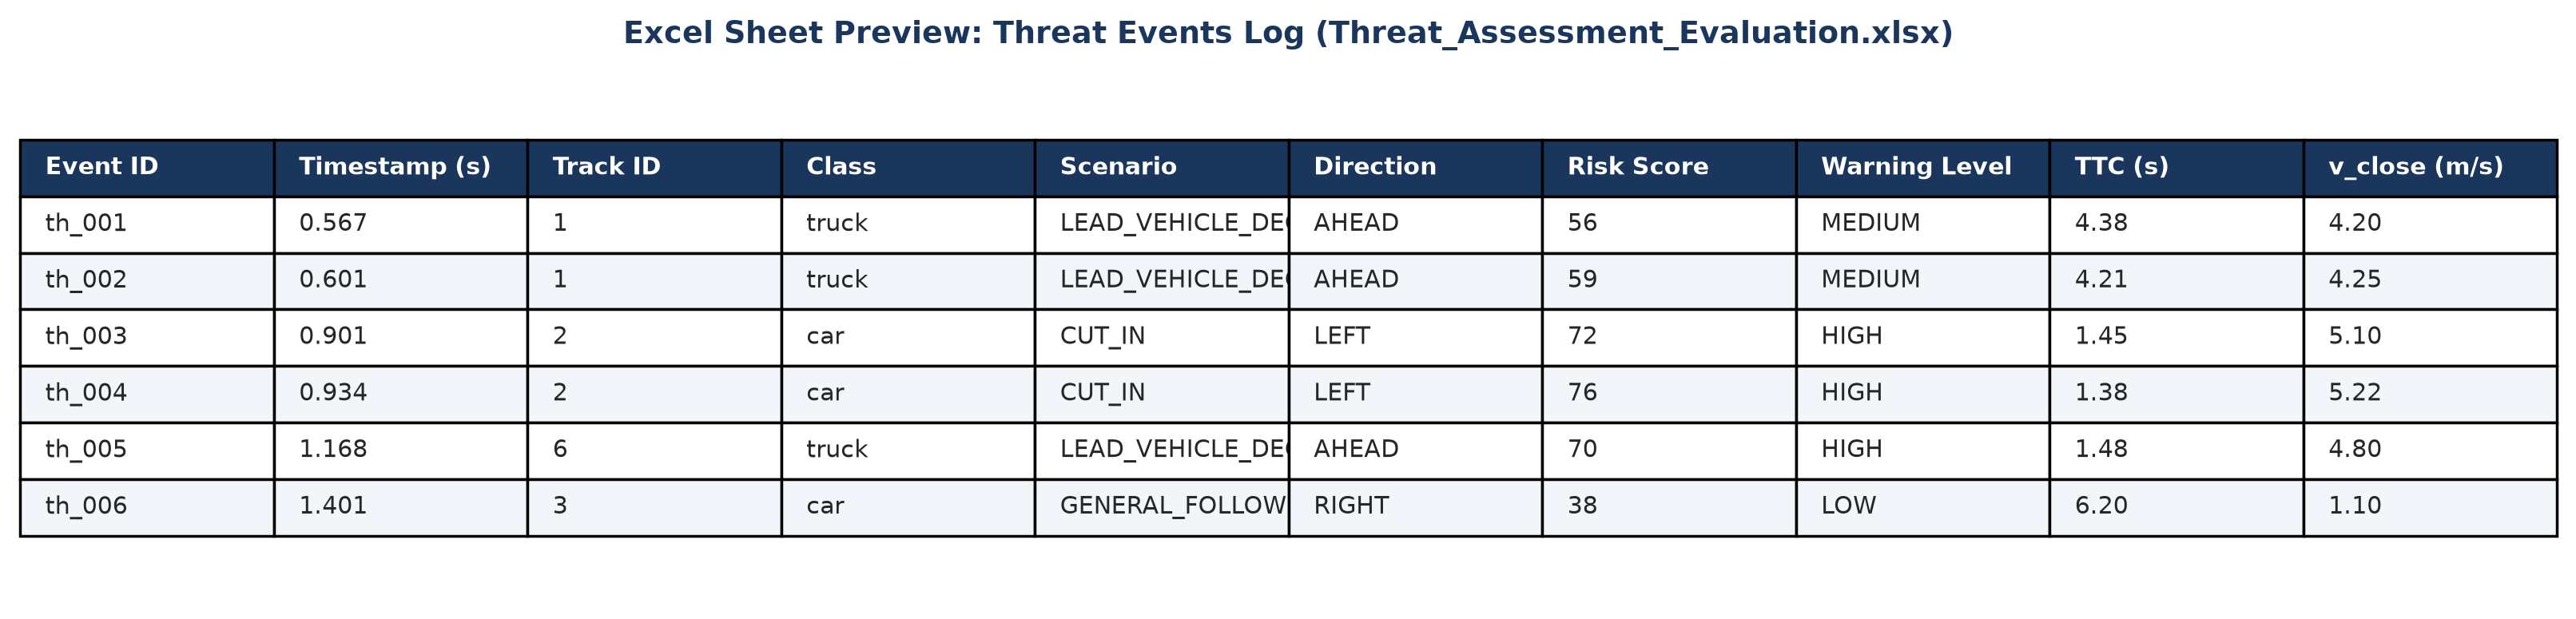 Excel Sheet Preview: Threat Events Log (Threat_Assessment_Evaluation.xlsx)
Event ID Timestamp (s) Track ID Class Scenario Direction Risk Score Warning Level TTC (s) v_close (m/s)
th_001 0.567 1 truck LEAD_VEHICLE_DEC AHEAD 56 MEDIUM 4.38 4.20
th_002 0.601 1 truck LEAD_VEHICLE_DEC AHEAD 59 MEDIUM 4.21 4.25
th_003 0.901 2 car CUT_IN LEFT 72 HIGH 1.45 5.10
th_004 0.934 2 car CUT_IN LEFT 76 HIGH 1.38 5.22
th_005 1.168 6 truck LEAD_VEHICLE_DEC AHEAD 70 HIGH 1.48 4.80
th_006 1.401 3 car GENERAL_FOLLOW RIGHT 38 LOW 6.20 1.10